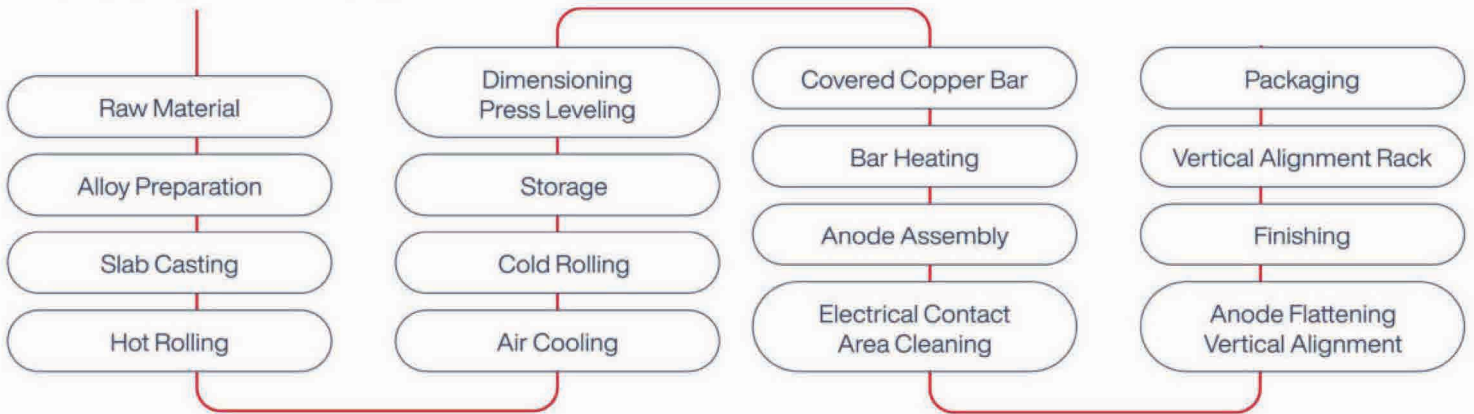 Raw Material
Alloy Preparation
Slab Casting
Hot Rolling
Dimensioning
Press Leveling
Storage
Cold Rolling
Air Cooling
Covered Copper Bar
Bar Heating
Anode Assembly
Electrical Contact
Area Cleaning
Packaging
Vertical Alignment Rack
Finishing
Anode Flattening
Vertical Alignment